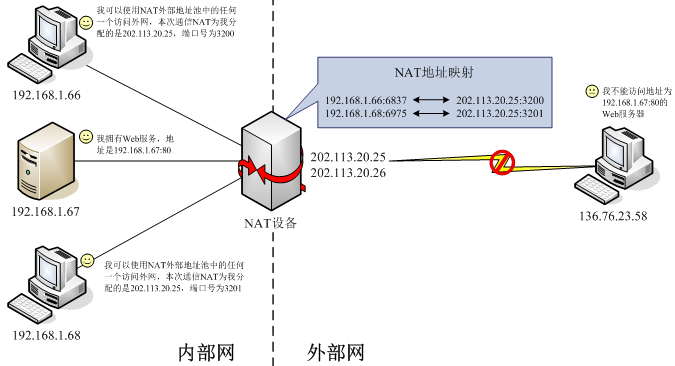 我可以使用NAT外部地址池中的任何
一个访问外网，本次通信NAT为我分
配的是202.113.20.25，端口号为3200
192.168.1.66
我拥有Web服务，地
址是192.168.1.67:80
192.168.1.67
我可以使用NAT外部地址池中的任何
一个访问外网，本次通信NAT为我
分配的是202.113.20.25，端口号为3201
192.168.1.68
NAT地址映射
192.168.1.66:6837 202.113.20.25:3200
192.168.1.68:6975 202.113.20.25:3201
202.113.20.25
202.113.20.26
NAT设备
我不能访问地址为
192.168.1.67:80的
Web服务器
136.76.23.58
内部网
外部网